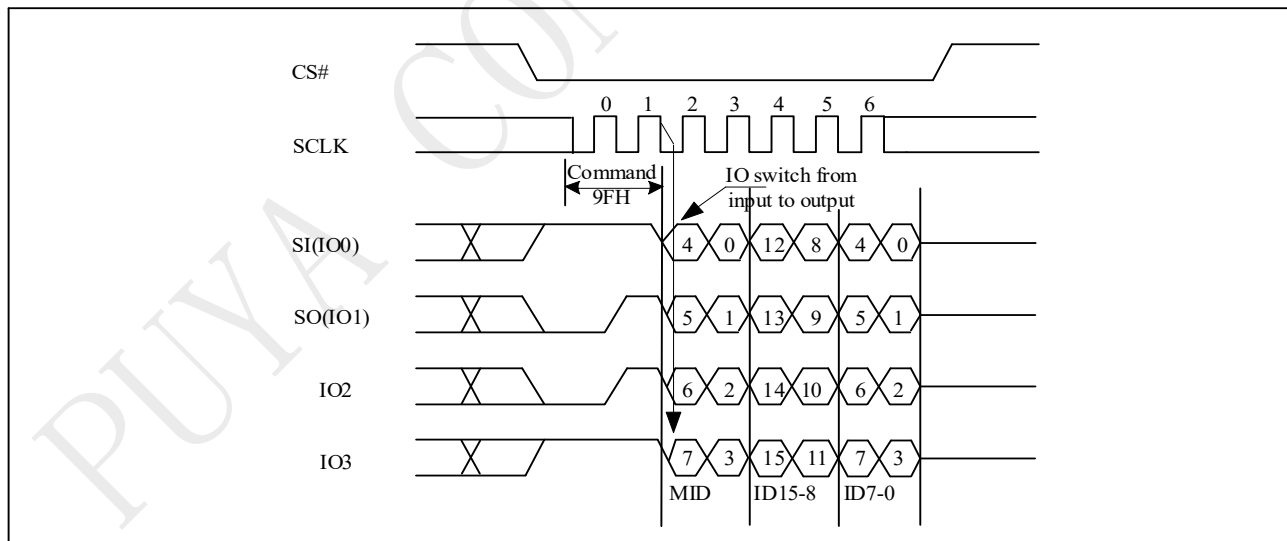 PUYA CON
CS#
0 1 2 3 4 5 6
SCLK
Command
9FH
IO switch from
input to output
SI(IO0) 4 0 12 8 4 0
SO(IO1) 5 1 13 9 5 1
IO2 6 2 14 10 6 2
IO3 7 3 15 11 7 3
MID ID15-8 ID7-0